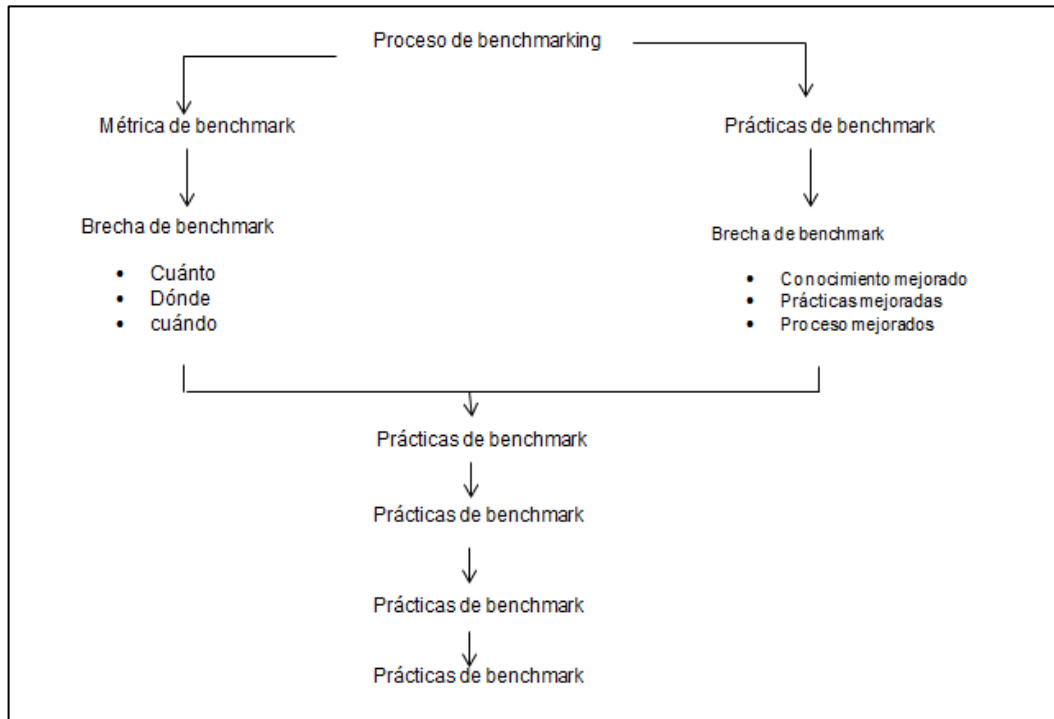 Proceso de benchmarking
Métrica de benchmark
Prácticas de benchmark
Brecha de benchmark
• Cuánto
• Dónde
• cuándo
Brecha de benchmark
• Conocimiento mejorado
• Prácticas mejoradas
• Proceso mejorados
Prácticas de benchmark
Prácticas de benchmark
Prácticas de benchmark
Prácticas de benchmark